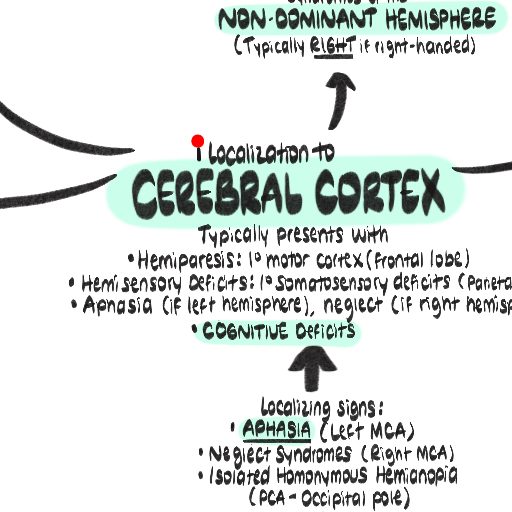 NON-DOMINANT HEMISPHERE
(Typically RIGHT if right-handed)
Localization to
CEREBRAL CORTEX
Typically presents with
• Hemiparesis: 1° motor cortex (frontal lobe)
• Hemisensory Deficits: 1° Somatosensory deficits (Parieta
• Aphasia (if left hemisphere), neglect (if right hemisp
• COGNITIVE Deficits
Localizing signs:
• APHASIA (Left MCA)
• Neglect Syndromes (Right MCA)
• Isolated Homonymous Hemianopia
(PCA - Occipital pole)